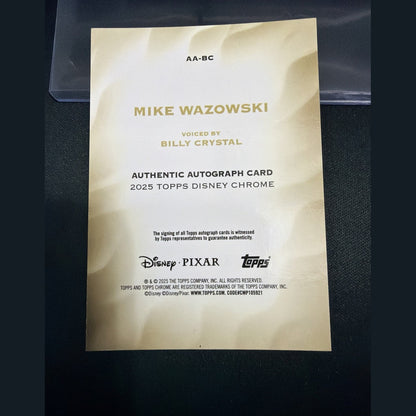 AA-BC
MIKE WAZOWSKI
VOICED BY
BILLY CRYSTAL
AUTHENTIC AUTOGRAPH CARD
2025 TOPPS DISNEY CHROME
The signing of all Topps autograph cards is witnessed
by Topps representatives to guarantee authenticity.
Disney · PIXAR topps
® & © 2025 THE TOPPS COMPANY, INC. ALL RIGHTS RESERVED.
TOPPS AND TOPPS CHROME ARE REGISTERED TRADEMARKS OF THE TOPPS COMPANY, INC.
©Disney ©Disney/Pixar WWW.TOPPS.COM. CODE#CMP105921